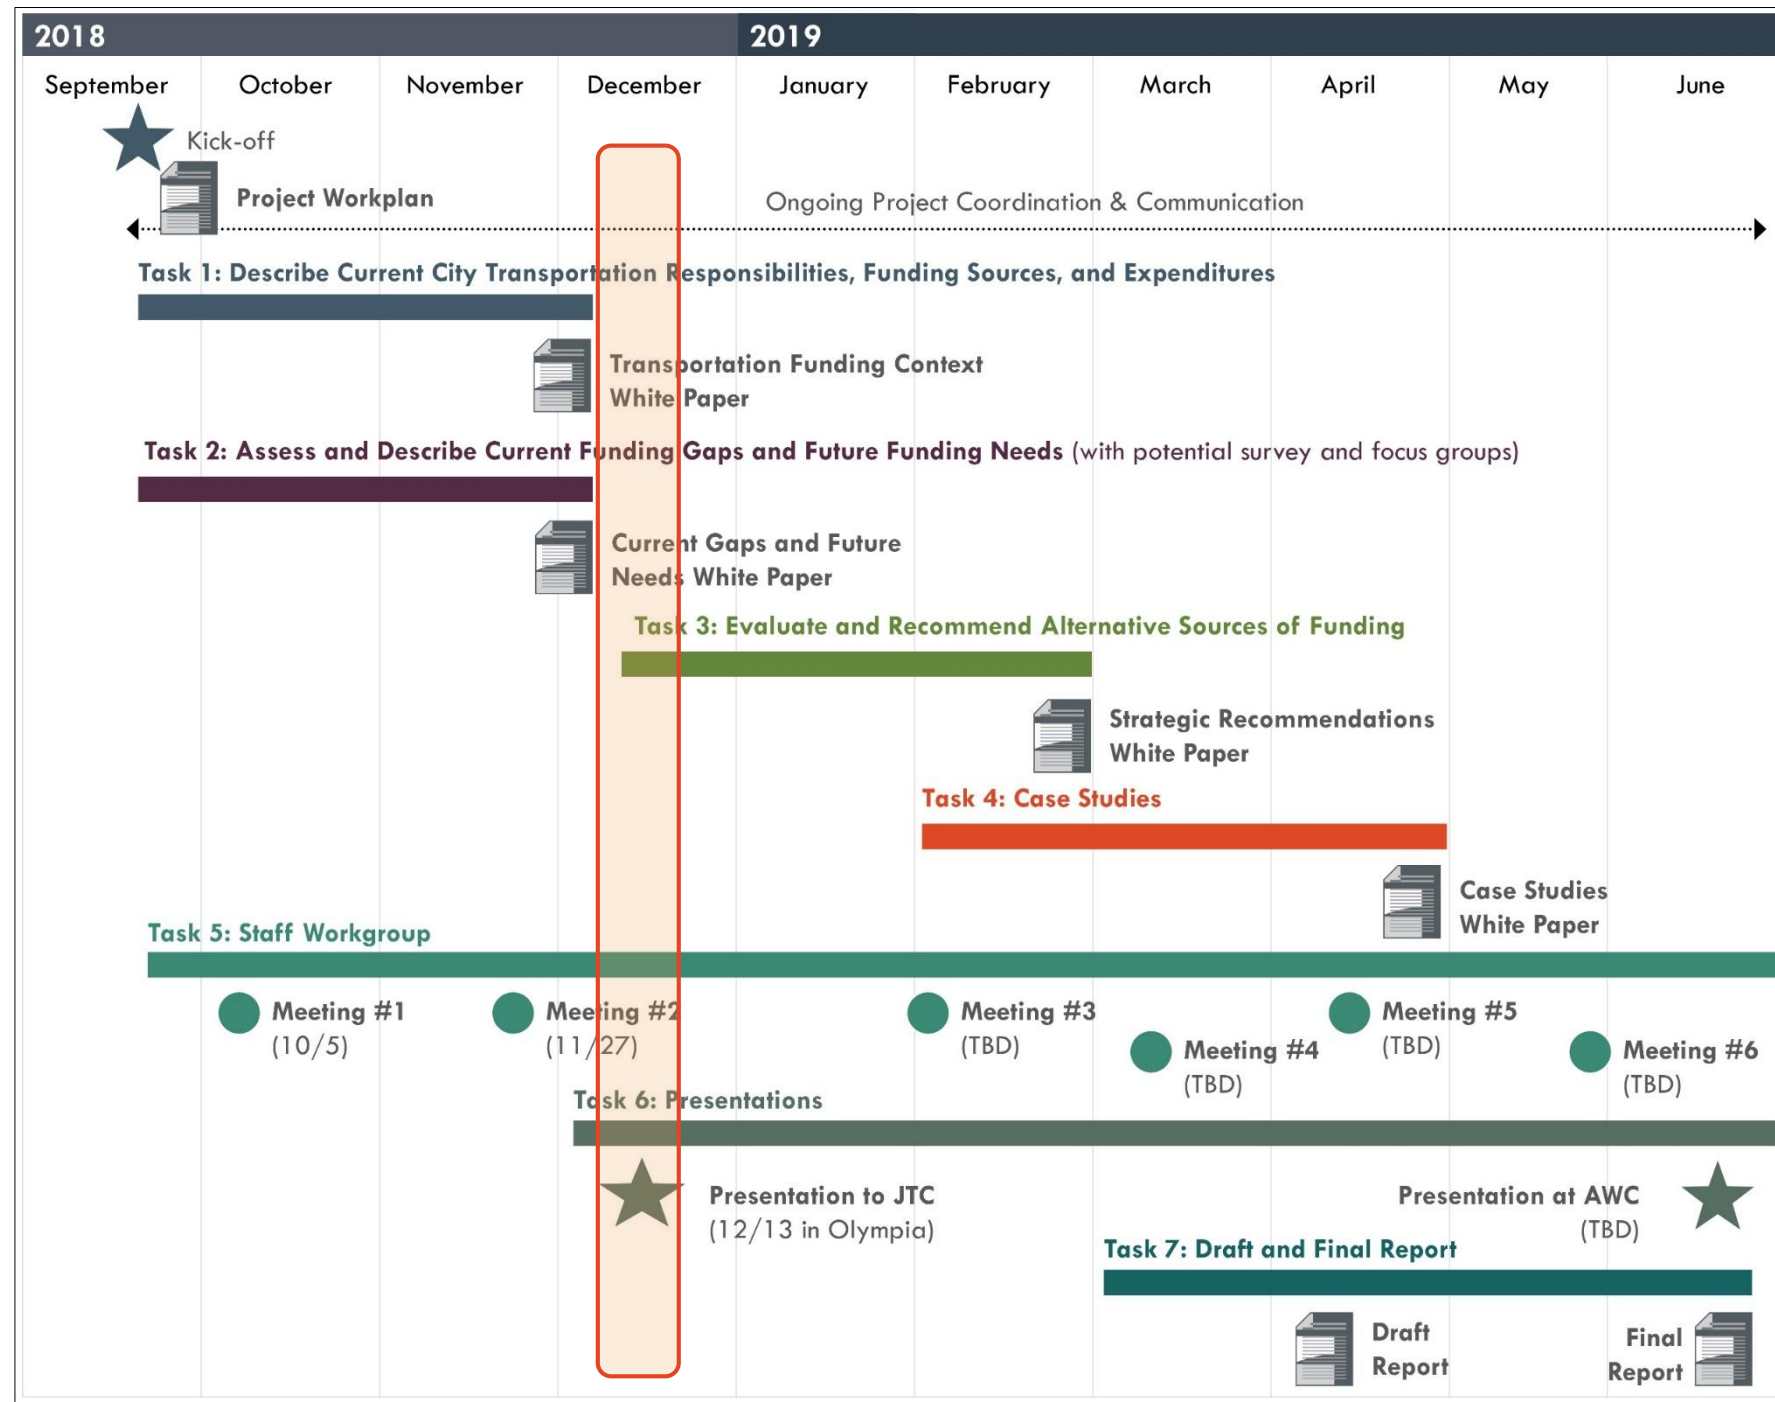 2018
2019
September
October
November
December
January
February
March
April
May
June
Kick-off
Project Workplan
Ongoing Project Coordination & Communication
Task 1: Describe Current City Transportation Responsibilities, Funding Sources, and Expenditures
Transportation Funding Context
White Paper
Task 2: Assess and Describe Current Funding Gaps and Future Funding Needs (with potential survey and focus groups)
Current Gaps and Future
Needs White Paper
Task 3: Evaluate and Recommend Alternative Sources of Funding
Strategic Recommendations
White Paper
Task 4: Case Studies
Case Studies
White Paper
Task 5: Staff Workgroup
Meeting #1
(10/5)
Meeting #2
(11/27)
Meeting #3
(TBD)
Meeting #4
(TBD)
Meeting #5
(TBD)
Meeting #6
(TBD)
Task 6: Presentations
Presentation to JTC
(12/13 in Olympia)
Presentation at AWC
(TBD)
Task 7: Draft and Final Report
Draft
Report
Final
Report